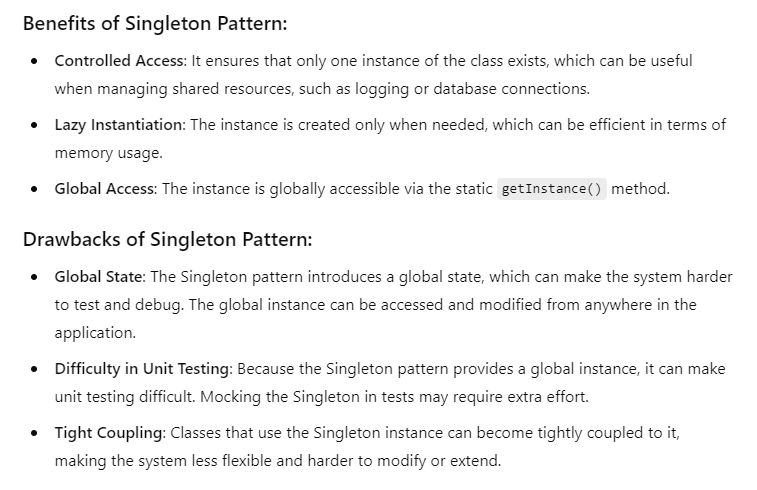 Benefits of Singleton Pattern:
Controlled Access: It ensures that only one instance of the class exists, which can be useful
when managing shared resources, such as logging or database connections.
Lazy Instantiation: The instance is created only when needed, which can be efficient in terms of
memory usage.
Global Access: The instance is globally accessible via the static getInstance() method.
Drawbacks of Singleton Pattern:
Global State: The Singleton pattern introduces a global state, which can make the system harder
to test and debug. The global instance can be accessed and modified from anywhere in the
application.
Difficulty in Unit Testing: Because the Singleton pattern provides a global instance, it can make
unit testing difficult. Mocking the Singleton in tests may require extra effort.
Tight Coupling: Classes that use the Singleton instance can become tightly coupled to it,
making the system less flexible and harder to modify or extend.